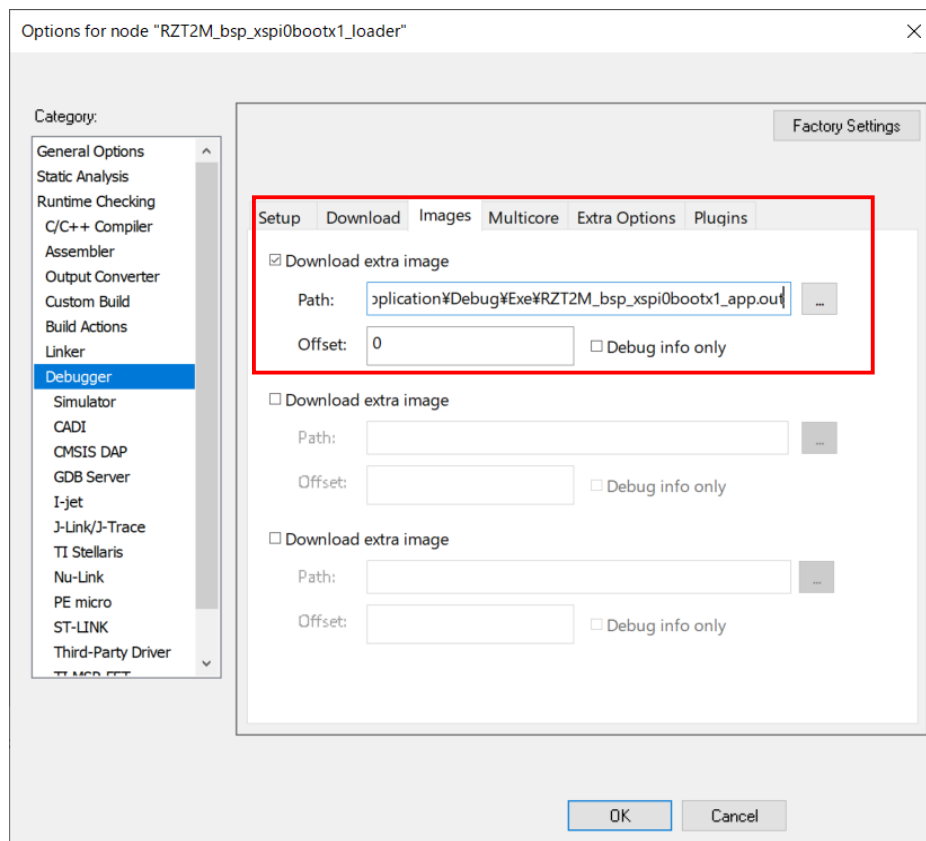 Options for node "RZT2M_bsp_xspi0bootx1_loader"
Category:
Factory Settings
General Options
Static Analysis
Runtime Checking
C/C++ Compiler
Assembler
Output Converter
Custom Build
Build Actions
Linker
Debugger
Simulator
CADI
CMSIS DAP
GDB Server
I-jet
J-Link/J-Trace
TI Stellaris
Nu-Link
PE micro
ST-LINK
Third-Party Driver
TI MSP FET
Setup Download Images Multicore Extra Options Plugins
Download extra image
Path: plication¥Debug¥Exe¥RZT2M_bsp_xspi0bootx1_app.out ...
Offset: 0 Debug info only
Download extra image
Path: ...
Offset: Debug info only
Download extra image
Path: ...
Offset: Debug info only
OK Cancel